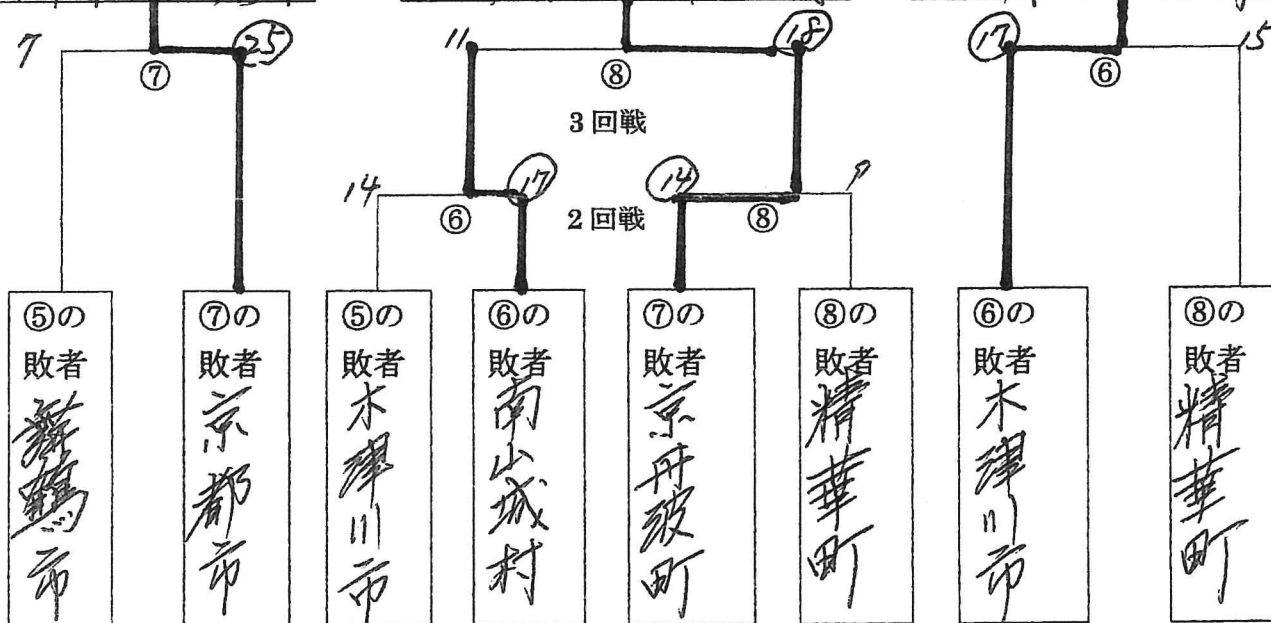 7
25
11
18
17
15
⑦
⑧
⑥
3回戦
14
17
14
9
⑥
2回戦
⑧
⑤の
敗者
舞鶴市
⑦の
敗者
京都市
⑤の
敗者
木津川市
⑥の
敗者
南山城村
⑦の
敗者
京丹波町
⑧の
敗者
精華町
⑥の
敗者
木津川市
⑧の
敗者
精華町